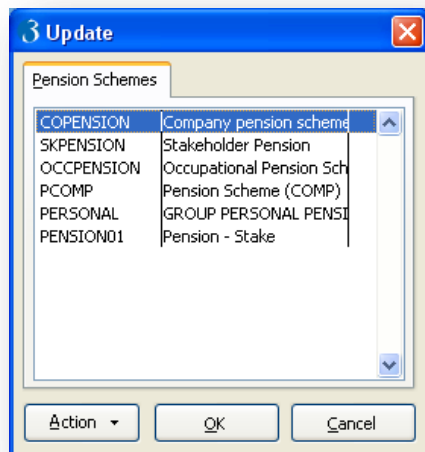 3 Update
Pension Schemes
COPENSION Company pension scheme
SKPENSION Stakeholder Pension
OCCPENSION Occupational Pension Sch
PCOMP Pension Scheme (COMP)
PERSONAL GROUP PERSONAL PENSI
PENSION01 Pension - Stake
Action OK Cancel